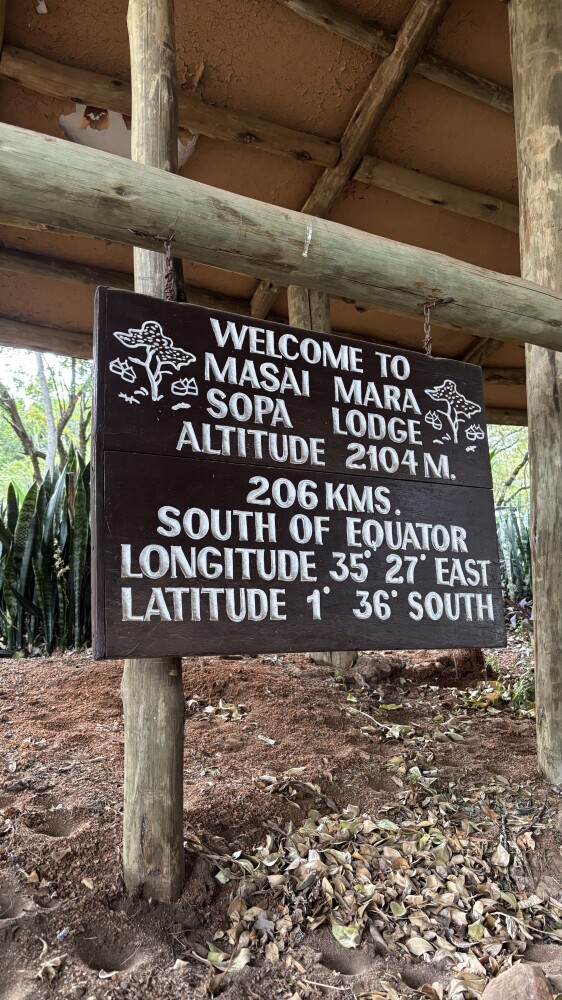 WELCOME TO
MASAI MARA
SOPA LODGE
ALTITUDE 2104 M.
206 KMS.
SOUTH OF EQUATOR
LONGITUDE 35° 27° EAST
LATITUDE 1° 36° SOUTH